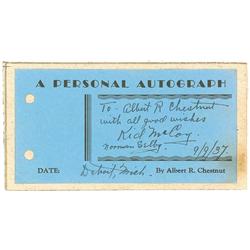 A PERSONAL AUTOGRAPH
To - Albert R Chestnut
with all good wishes
Kid McCoy.
Norman Selby
9/9/37.
DATE: Detroit, Mich. By Albert R. Chestnut